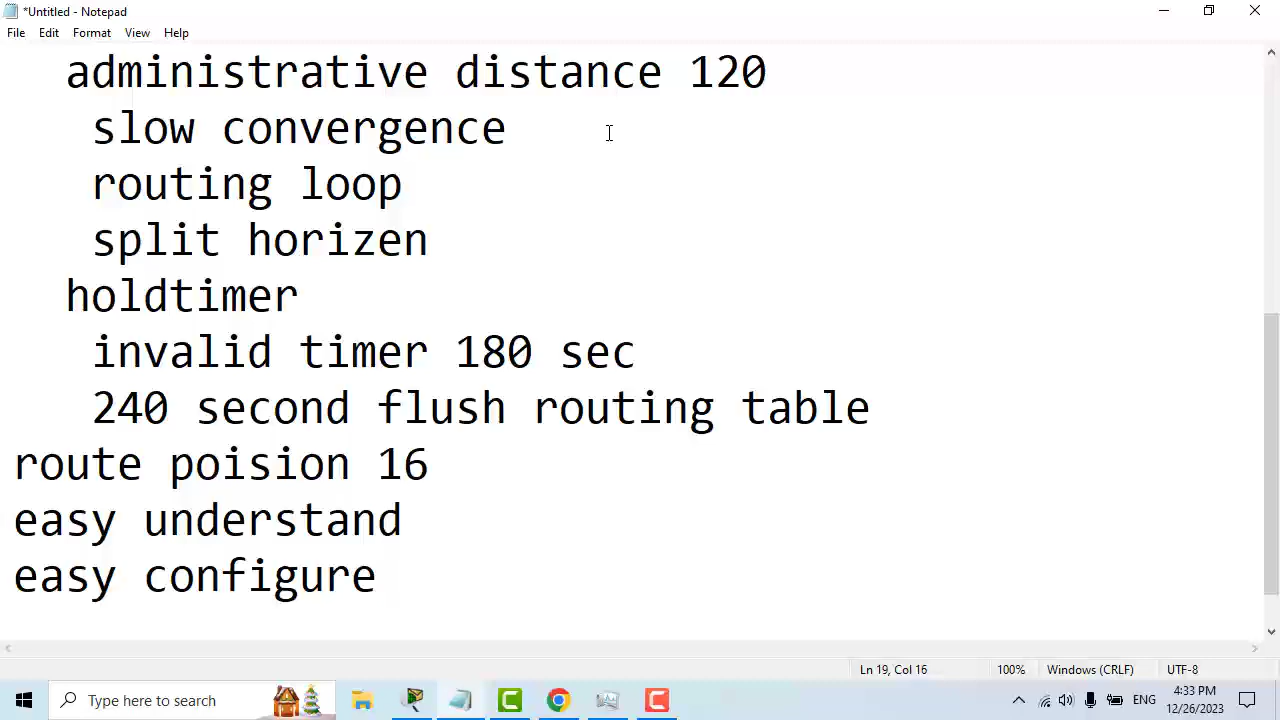 *Untitled - Notepad
File Edit Format View Help
administrative distance 120
slow convergence
routing loop
split horizen
holdtimer
invalid timer 180 sec
240 second flush routing table
route poision 16
easy understand
easy configure
Ln 19, Col 16 100% Windows (CRLF) UTF-8
Type here to search
ENG
4:33 PM
12/26/2023